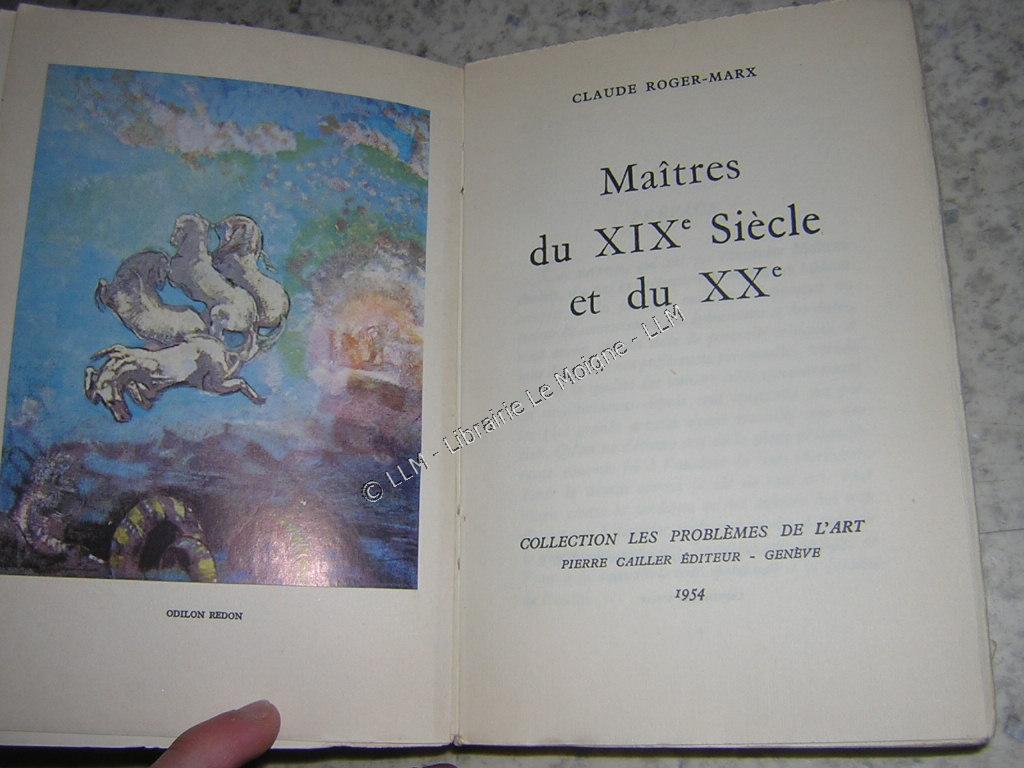 ODILON REDON
CLAUDE ROGER-MARX
Maîtres
du XIXe Siècle
et du XXe
COLLECTION LES PROBLÈMES DE L'ART
PIERRE CAILLER ÉDITEUR - GENÈVE
1954
© LLM - Librairie Le Moigne - LLM